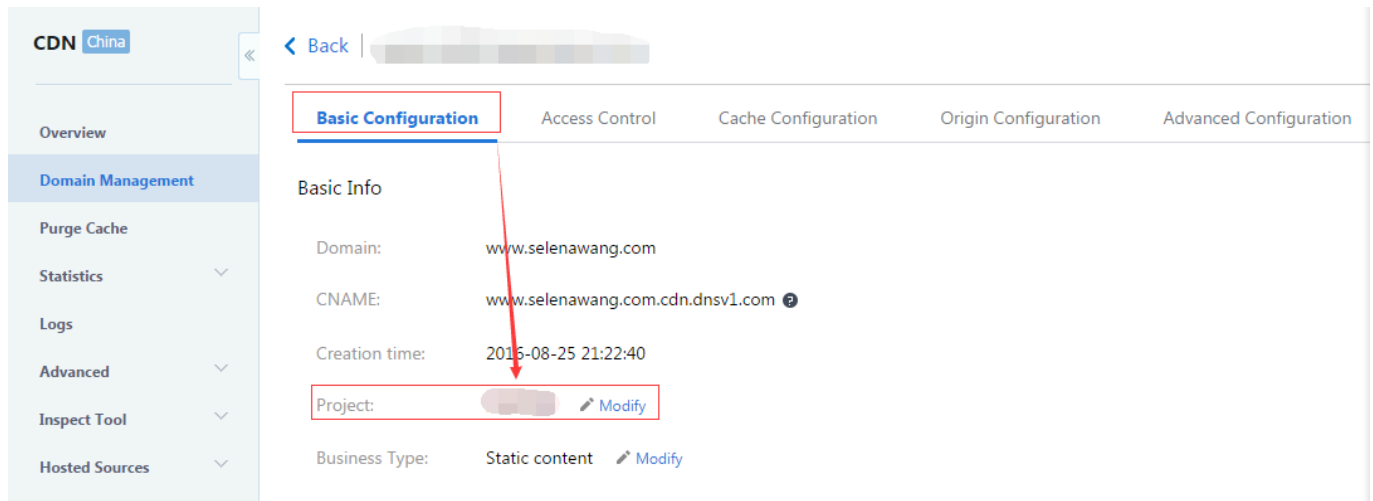 CDN China
Back
Basic Configuration Access Control Cache Configuration Origin Configuration Advanced Configuration
Overview
Domain Management
Basic Info
Purge Cache
Domain: www.selenawang.com
Statistics
CNAME: www.selenawang.com.cdn.dnsv1.com
Logs
Creation time: 2016-08-25 21:22:40
Advanced
Project: Modify
Inspect Tool
Business Type: Static content Modify
Hosted Sources